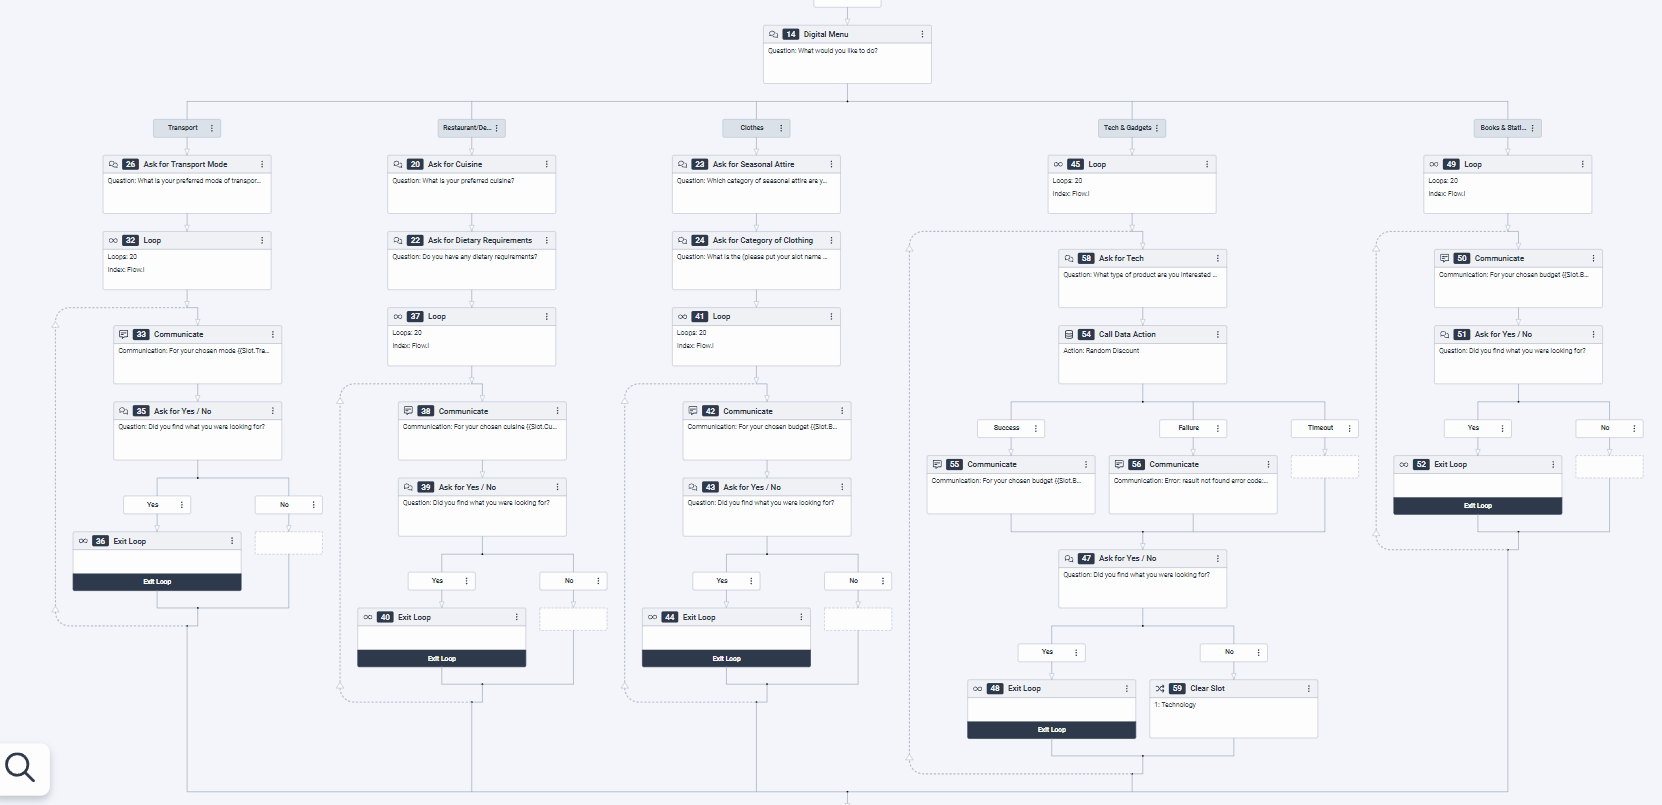 14 Digital Menu
Question: What would you like to do?
Transport
Restaurant/De...
Clothes
Tech & Gadgets
Books & Stati...
26 Ask for Transport Mode
Question: What is your preferred mode of transpor...
20 Ask for Cuisine
Question: What is your preferred cuisine?
23 Ask for Seasonal Attire
Question: Which category of seasonal attire are y...
45 Loop
Loops: 20
Index: Flow.i
49 Loop
Loops: 20
Index: Flow.i
32 Loop
Loops: 20
Index: Flow.i
22 Ask for Dietary Requirements
Question: Do you have any dietary requirements?
24 Ask for Category of Clothing
Question: What is the (please put your slot name ...
58 Ask for Tech
Question: What type of product are you interested ...
50 Communicate
Communication: For your chosen budget {{Slot.B...
37 Loop
Loops: 20
Index: Flow.i
41 Loop
Loops: 20
Index: Flow.i
33 Communicate
Communication: For your chosen mode {{Slot.Tra...
54 Call Data Action
Action: Random Discount
51 Ask for Yes / No
Question: Did you find what you were looking for?
35 Ask for Yes / No
Question: Did you find what you were looking for?
38 Communicate
Communication: For your chosen cuisine {{Slot.Cu...
42 Communicate
Communication: For your chosen budget {{Slot.B...
Success
Failure
Timeout
Yes
No
55 Communicate
Communication: For your chosen budget {{Slot.B...
56 Communicate
Communication: Error: result not found error code:...
52 Exit Loop
Exit Loop
39 Ask for Yes / No
Question: Did you find what you were looking for?
43 Ask for Yes / No
Question: Did you find what you were looking for?
Yes
No
36 Exit Loop
Exit Loop
47 Ask for Yes / No
Question: Did you find what you were looking for?
Yes
No
Yes
No
40 Exit Loop
Exit Loop
44 Exit Loop
Exit Loop
Yes
No
48 Exit Loop
Exit Loop
59 Clear Slot
1: Technology